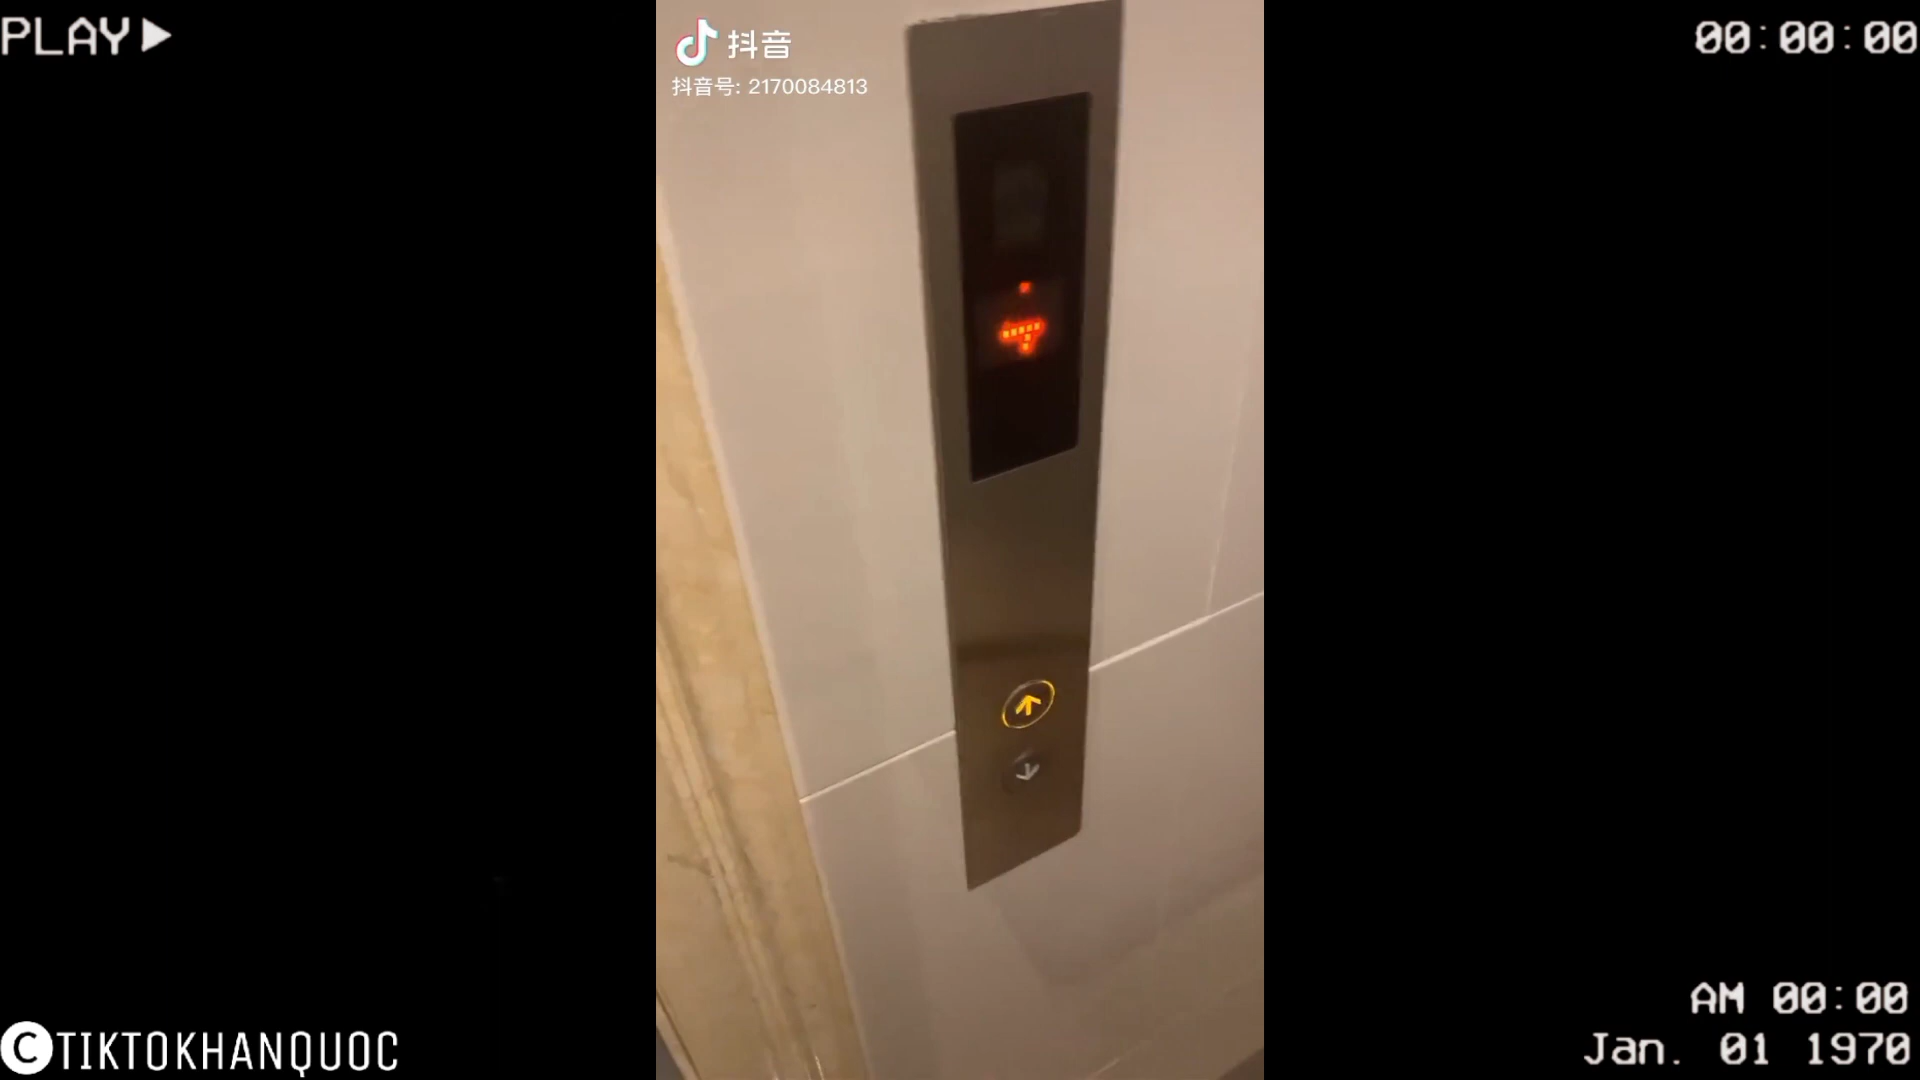 PLAY
00:00:00
抖音
抖音号: 2170084813
AM 00:00
Jan. 01 1970
©TIKTOKHANQUOC